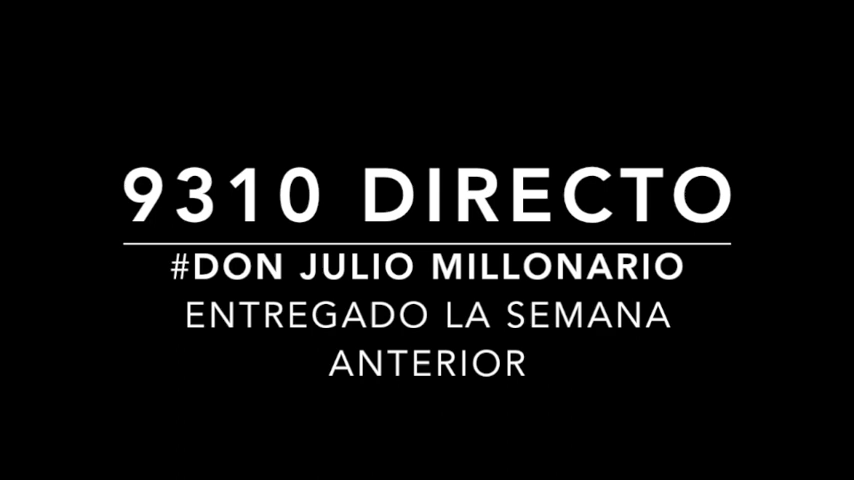 9310 DIRECTO
#DON JULIO MILLONARIO
ENTREGADO LA SEMANA
ANTERIOR